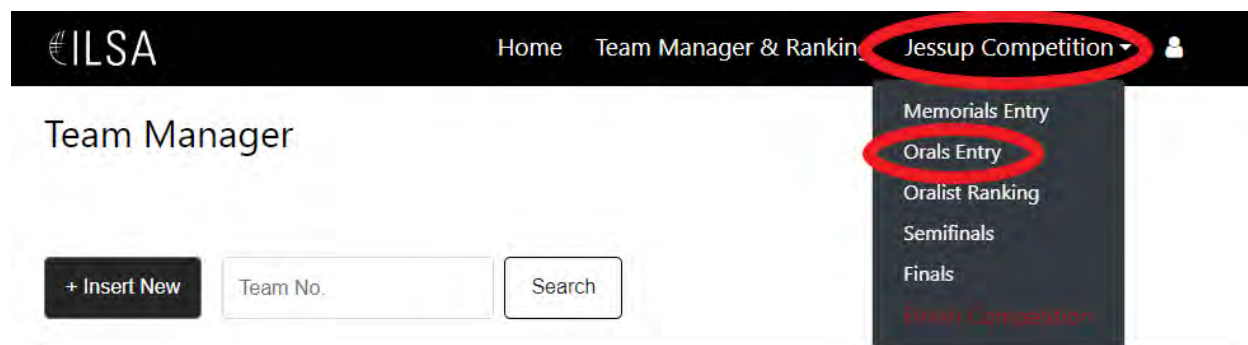 ILSA
Home Team Manager & Ranking Jessup Competition
Team Manager
Memorials Entry
Orals Entry
Oralist Ranking
Semifinals
Finals
+ Insert New Team No. Search